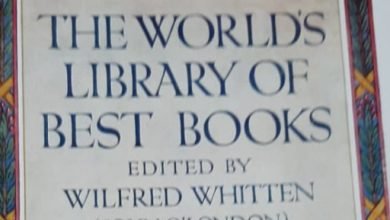 THE WORLD'S
LIBRARY OF
BEST BOOKS
EDITED BY
WILFRED WHITTEN